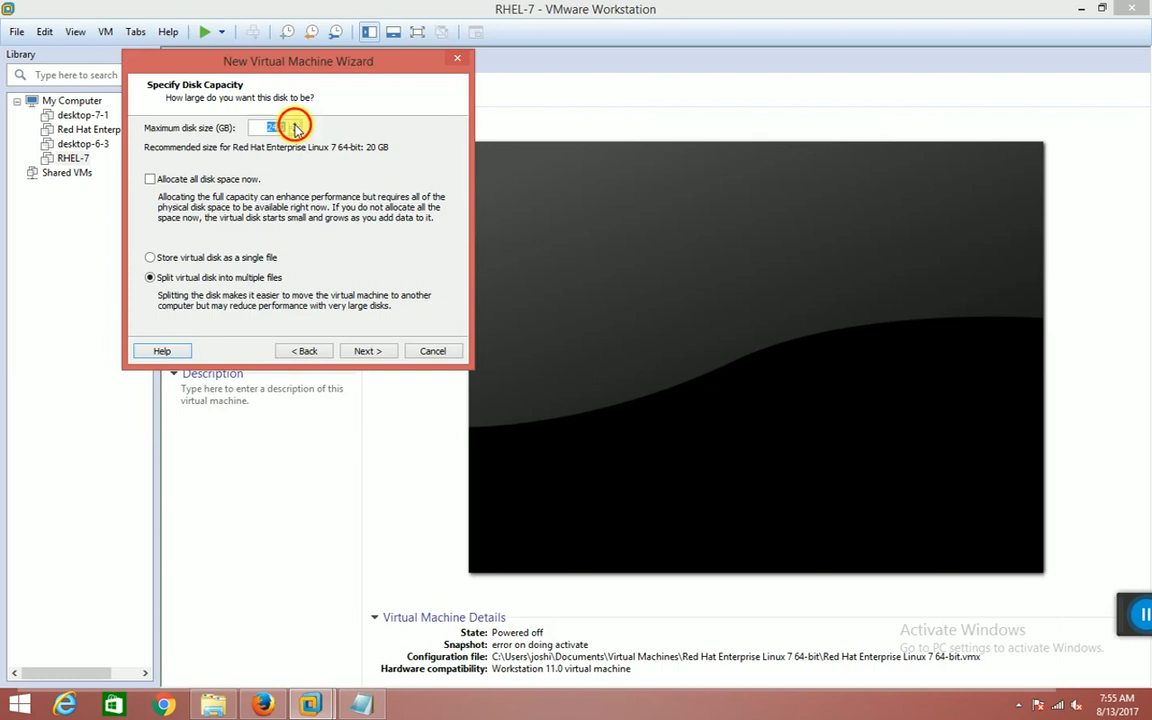 RHEL-7 - VMware Workstation
File Edit View VM Tabs Help
Library
Type here to search
My Computer
desktop-7-1
Red Hat Enterp
desktop-6-3
RHEL-7
Shared VMs
New Virtual Machine Wizard
Specify Disk Capacity
How large do you want this disk to be?
Maximum disk size (GB):
Recommended size for Red Hat Enterprise Linux 7 64-bit: 20 GB
Allocate all disk space now.
Allocating the full capacity can enhance performance but requires all of the
physical disk space to be available right now. If you do not allocate all the
space now, the virtual disk starts small and grows as you add data to it.
Store virtual disk as a single file
Split virtual disk into multiple files
Splitting the disk makes it easier to move the virtual machine to another
computer but may reduce performance with very large disks.
Help < Back Next > Cancel
Description
Type here to enter a description of this
virtual machine.
Virtual Machine Details
State: Powered off
Snapshot: error on doing activate
Configuration file: C:\Users\joshi\Documents\Virtual Machines\Red Hat Enterprise Linux 7 64-bit\Red Hat Enterprise Linux 7 64-bit.vmx
Hardware compatibility: Workstation 11.0 virtual machine
Activate Windows
Go to PC settings to activate Windows.
7:55 AM
8/13/2017